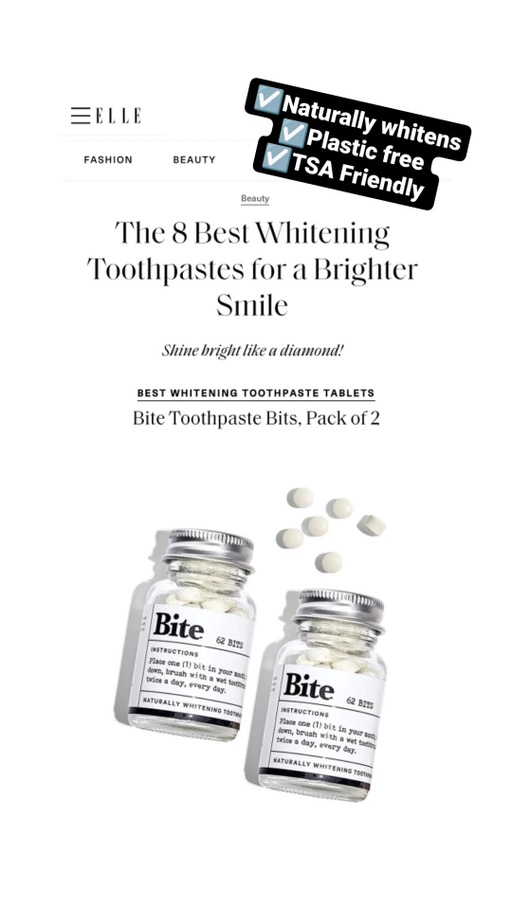 ELLE
☑️Naturally whitens
☑️Plastic free
☑️TSA Friendly
FASHION
BEAUTY
Beauty
The 8 Best Whitening
Toothpastes for a Brighter
Smile
Shine bright like a diamond!
BEST WHITENING TOOTHPASTE TABLETS
Bite Toothpaste Bits, Pack of 2
Bite 62 BITS
INSTRUCTIONS
Place one (1) bit in your
down, brush with a wet
twice a day, every day.
NATURALLY WHITENING
Bite 62 BITS
INSTRUCTIONS
Place one (1) bit in your
down, brush with a wet
twice a day, every day.
NATURALLY WHITENING